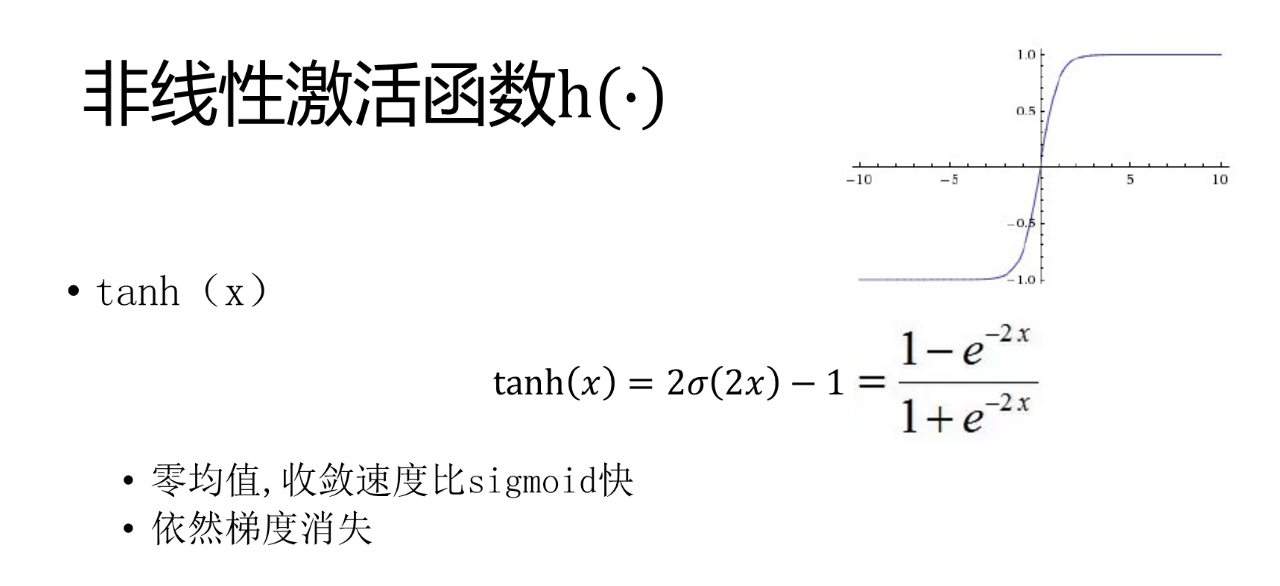 非线性激活函数h(·)
1.0
0.5
-10 -5 5 10
-0.5
-1.0
• tanh（x）
tanh(x) = 2σ(2x) − 1 = \frac{1-e^{-2x}}{1+e^{-2x}}
• 零均值,收敛速度比sigmoid快
• 依然梯度消失